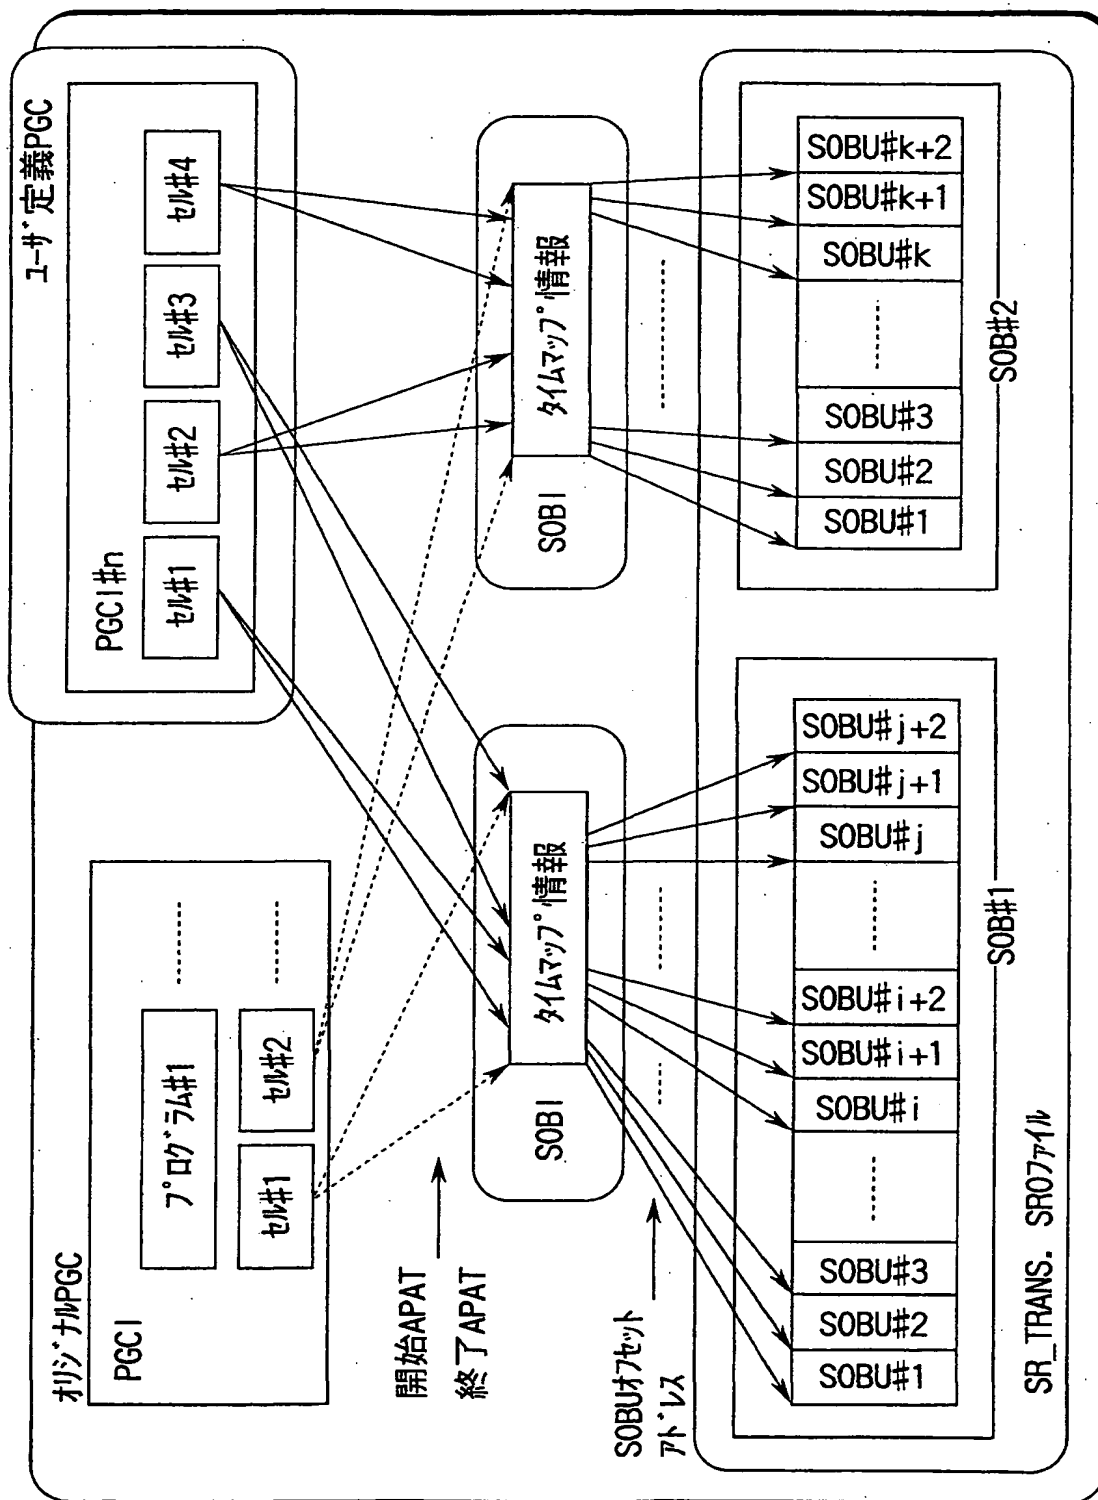 オリジナルPGC
PGCI
プログラム#1
--------
セル#1
セル#2
--------
ユーザ定義PGC
PGCI#n
セル#1
セル#2
セル#3
セル#4
開始APAT
終了APAT
SOBI
タイムマップ情報
SOBI
タイムマップ情報
SOBUオフセット
アドレス
SOBU#1
SOBU#2
SOBU#3
--------
SOBU#i
SOBU#i+1
SOBU#i+2
--------
SOBU#j
SOBU#j+1
SOBU#j+2
SOB#1
SOBU#1
SOBU#2
SOBU#3
--------
SOBU#k
SOBU#k+1
SOBU#k+2
SOB#2
SR_TRANS. SROファイル